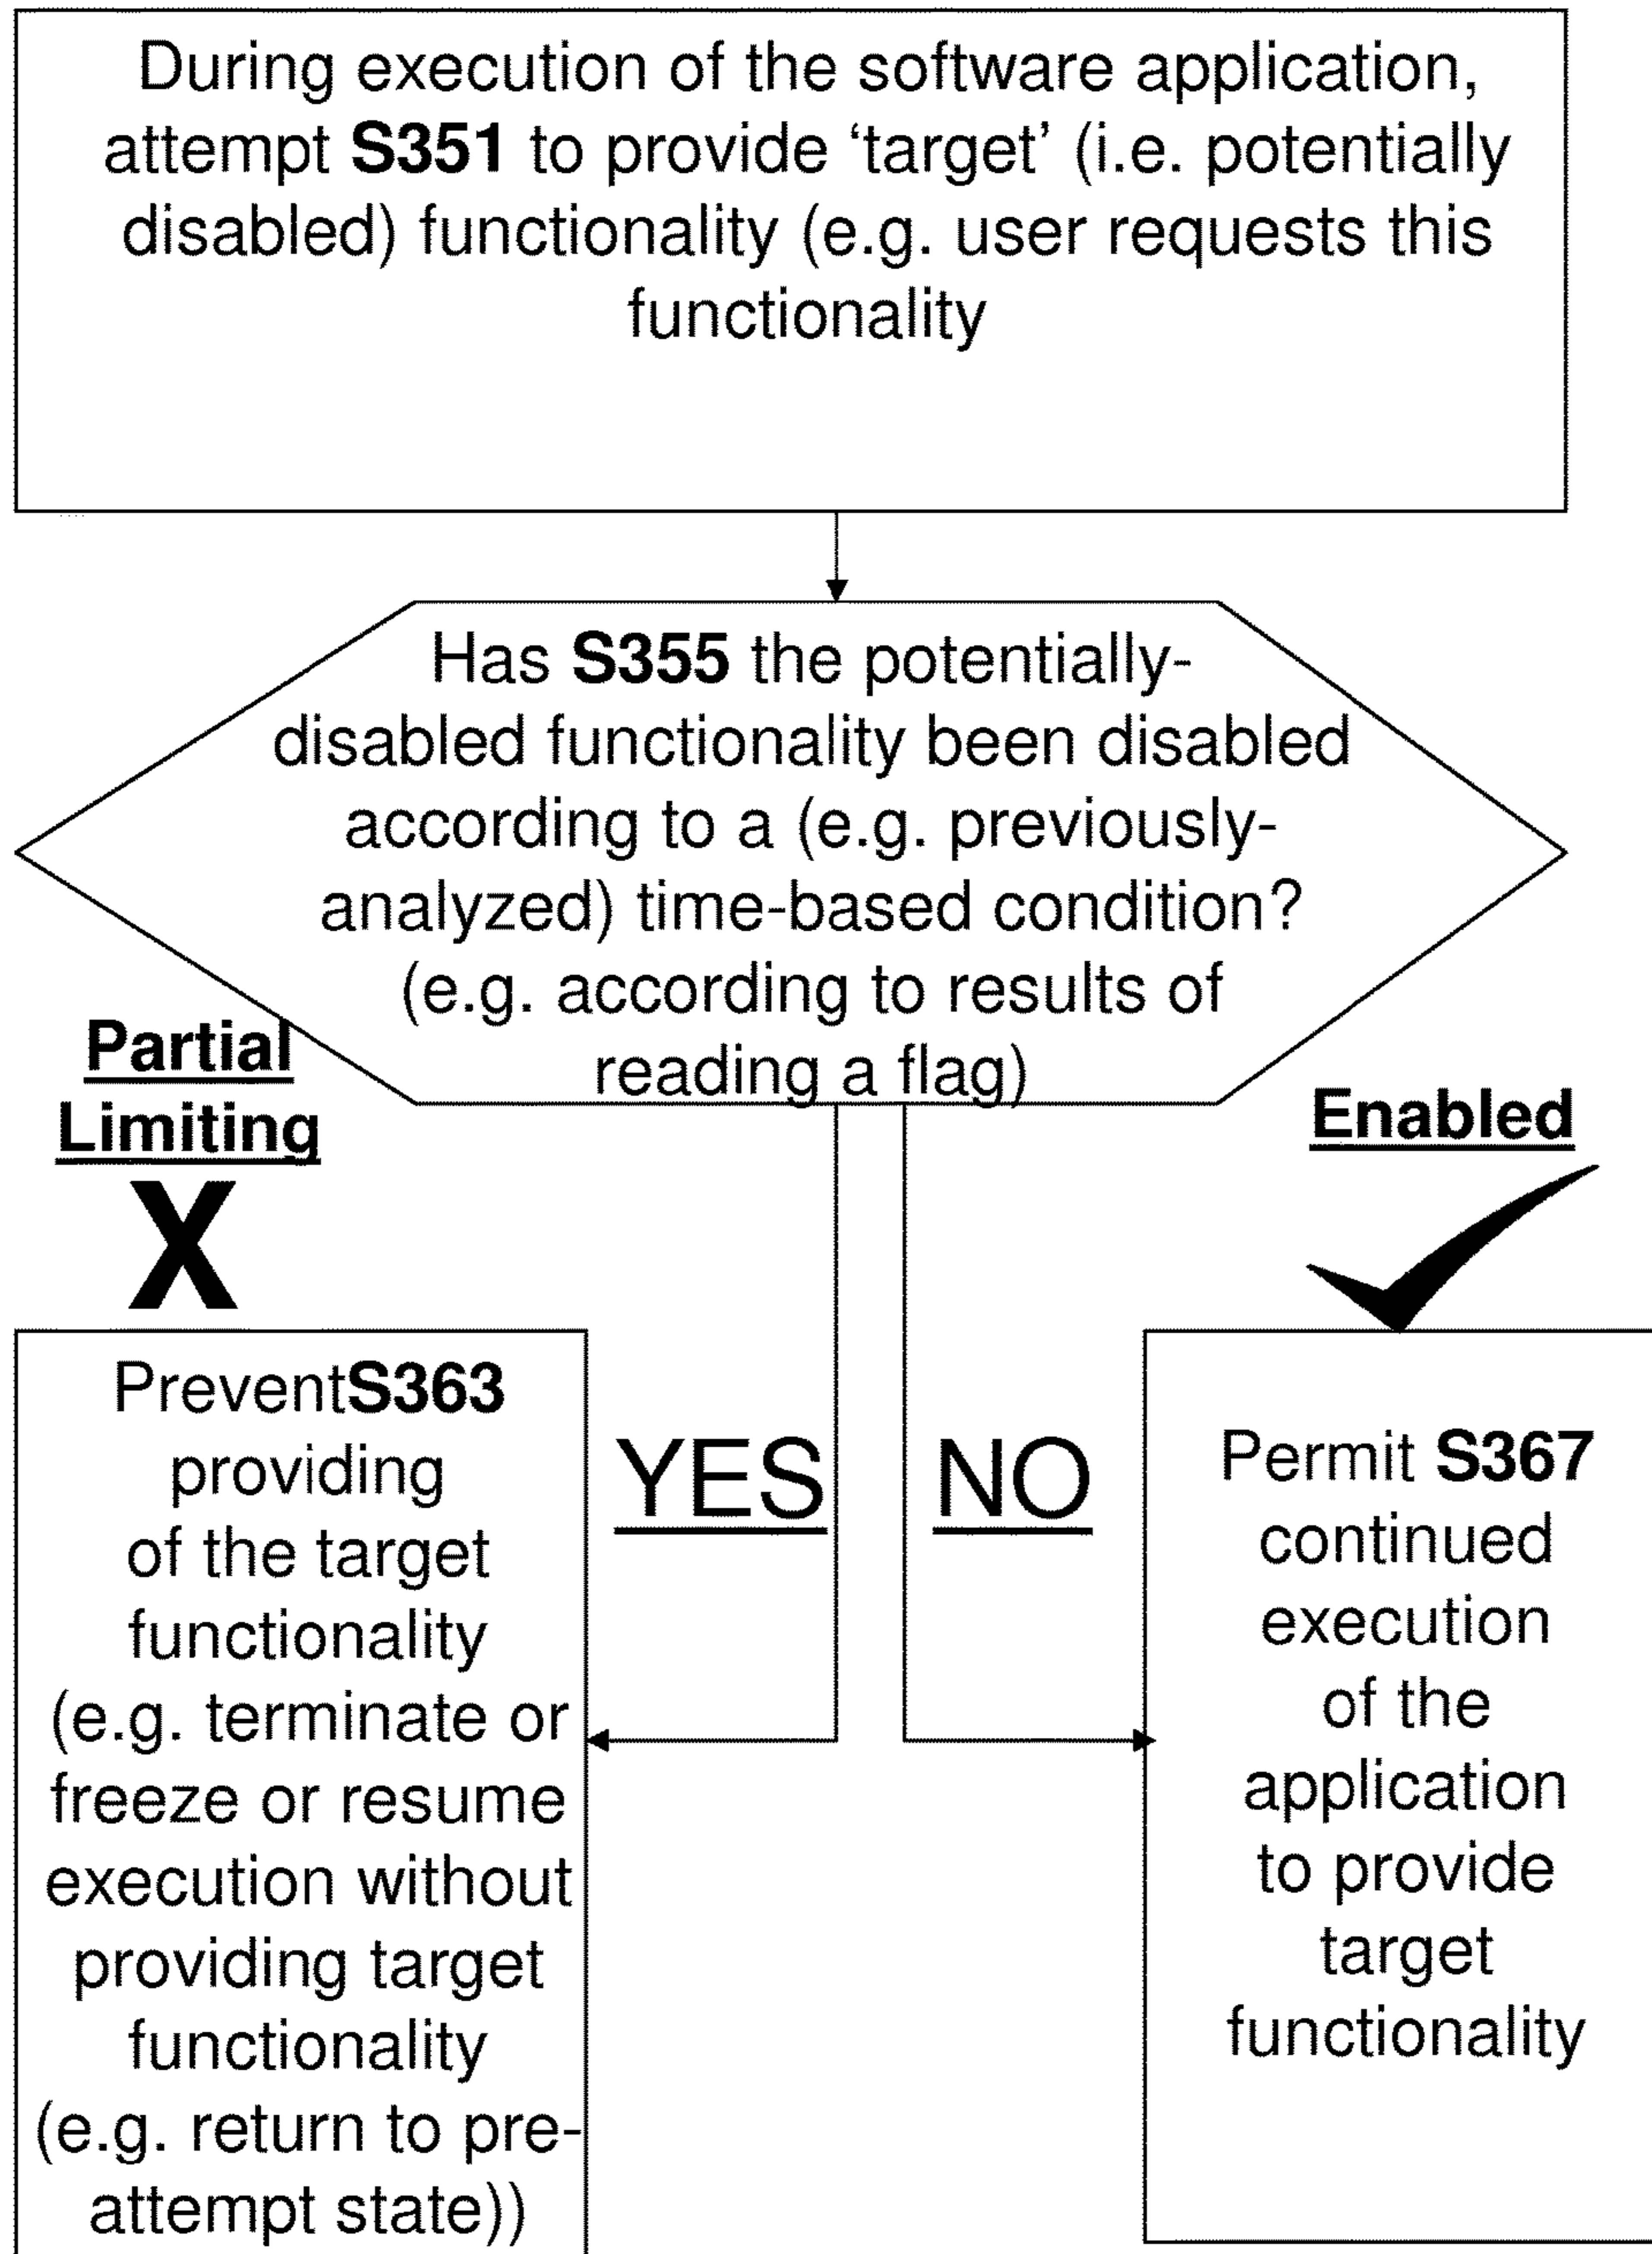 During execution of the software application,
attempt S351 to provide ‘target’ (i.e. potentially
disabled) functionality (e.g. user requests this
functionality
Has S355 the potentially-
disabled functionality been disabled
according to a (e.g. previously-
analyzed) time-based condition?
(e.g. according to results of
reading a flag)
Partial
Limiting
X
Enabled
YES
NO
PreventS363
providing
of the target
functionality
(e.g. terminate or
freeze or resume
execution without
providing target
functionality
(e.g. return to pre-
attempt state))
Permit S367
continued
execution
of the
application
to provide
target
functionality